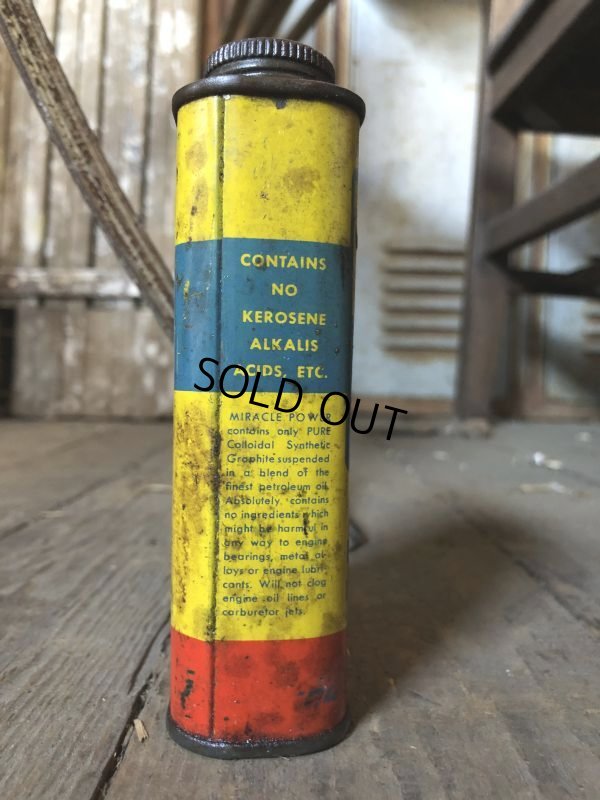 CONTAINS
NO
KEROSENE
ALKALIS
ACIDS, ETC.
SOLD OUT
MIRACLE POWER
contains only PURE
Colloidal Synthetic
Graphite suspended
in a blend of the
finest petroleum oil.
Absolutely contains
no ingredients which
might be harmful in
any way to engine
bearings, metal al-
loys or engine lubri-
cants. Will not clog
engine oil lines or
carburetor jets.